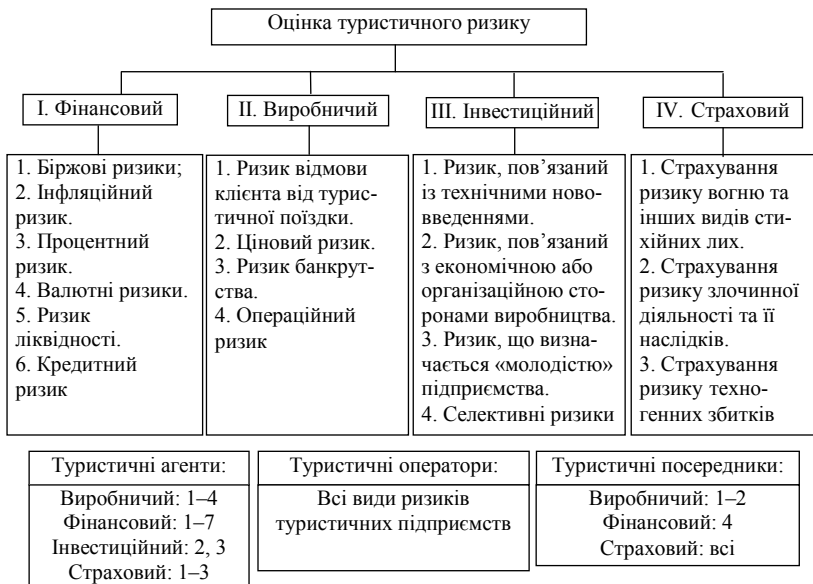 Оцінка туристичного ризику
I. Фінансовий
1. Біржові ризики;
2. Інфляційний
ризик.
3. Процентний
ризик.
4. Валютні ризики.
5. Ризик
ліквідності.
6. Кредитний
ризик
II. Виробничий
1. Ризик відмови
клієнта від турис-
тичної поїздки.
2. Ціновий ризик.
3. Ризик банкрут-
ства.
4. Операційний
ризик
III. Інвестиційний
1. Ризик, пов’язаний
із технічними ново-
введеннями.
2. Ризик, пов’язаний
з економічною або
організаційною сто-
ронами виробництва.
3. Ризик, що визна-
чається «молодістю»
підприємства.
4. Селективні ризики
IV. Страховий
1. Страхування
ризику вогню та
інших видів сти-
хійних лих.
2. Страхування
ризику злочинної
діяльності та її
наслідків.
3. Страхування
ризику техно-
генних збитків
Туристичні агенти:
Виробничий: 1–4
Фінансовий: 1–7
Інвестиційний: 2, 3
Страховий: 1–3
Туристичні оператори:
Всі види ризиків
туристичних підприємств
Туристичні посередники:
Виробничий: 1–2
Фінансовий: 4
Страховий: всі